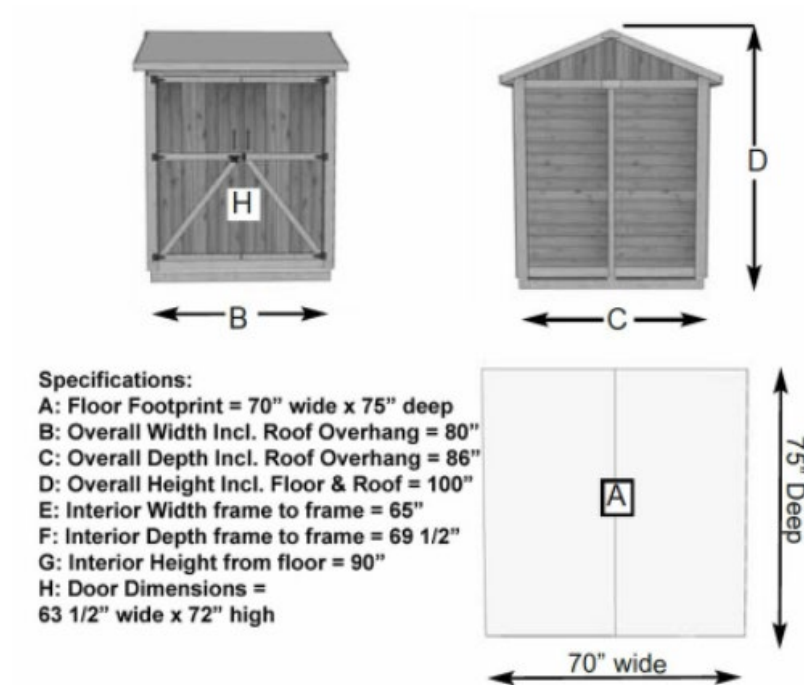 H
D
B
C
Specifications:
A: Floor Footprint = 70” wide x 75” deep
B: Overall Width Incl. Roof Overhang = 80”
C: Overall Depth Incl. Roof Overhang = 86”
D: Overall Height Incl. Floor & Roof = 100”
E: Interior Width frame to frame = 65”
F: Interior Depth frame to frame = 69 1/2”
G: Interior Height from floor = 90”
H: Door Dimensions =
63 1/2” wide x 72” high
A
75” Deep
70” wide